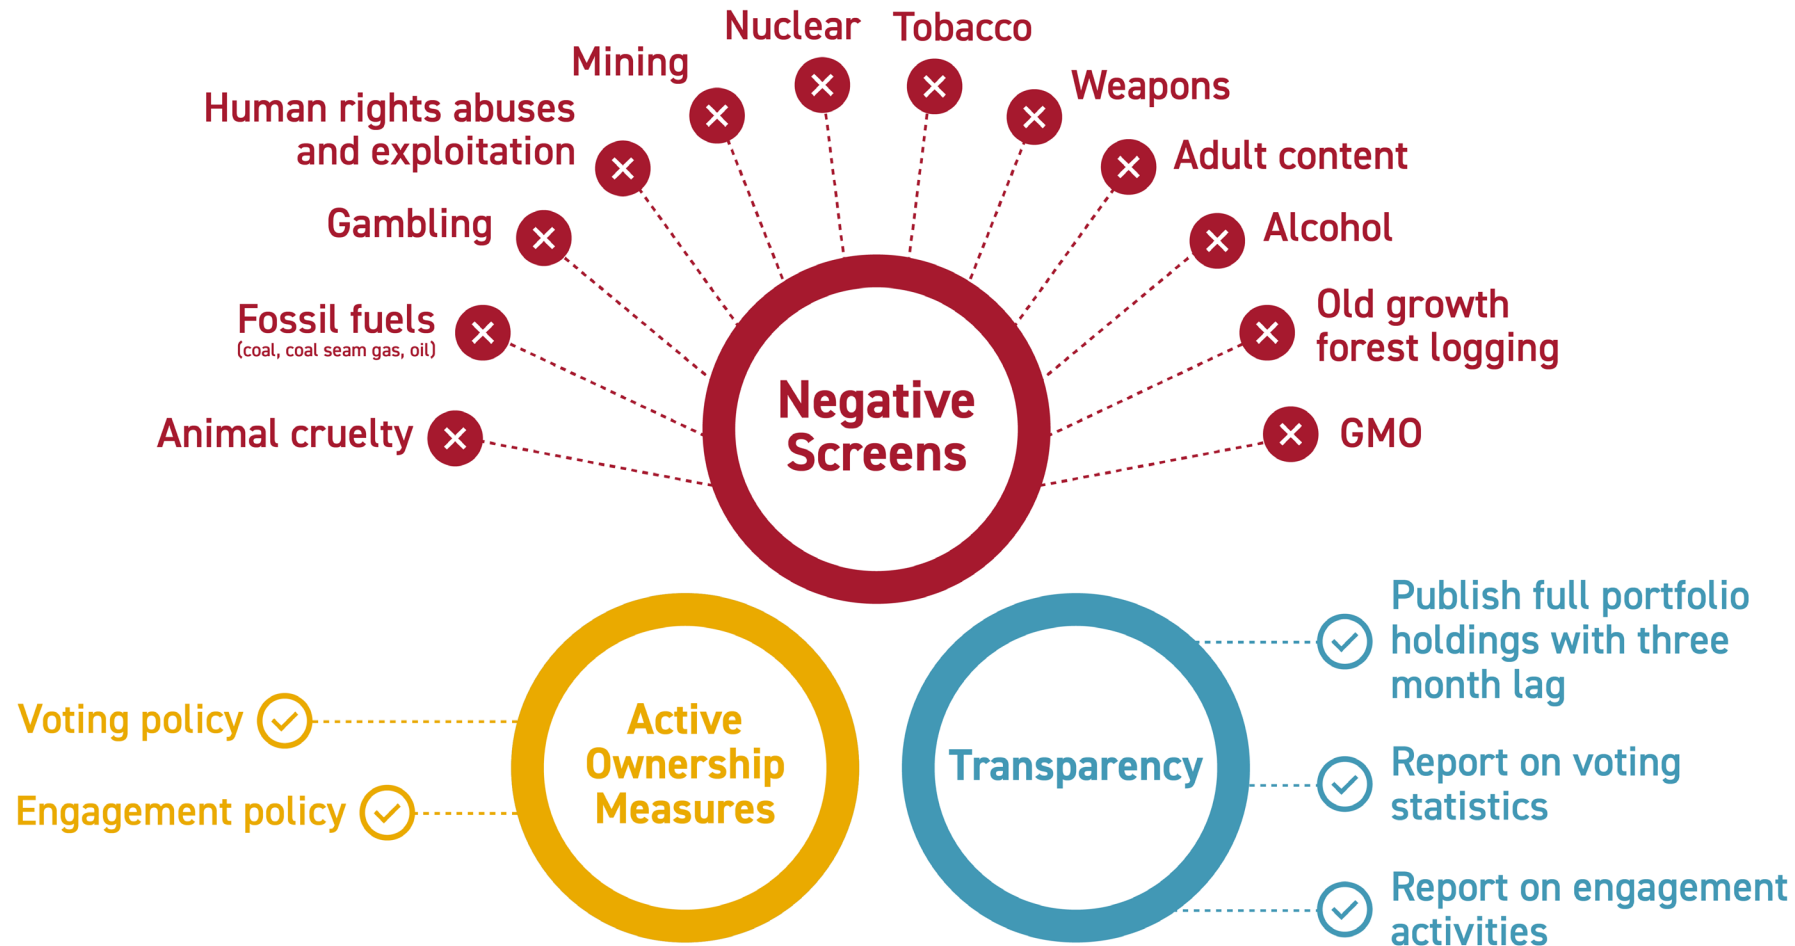 Nuclear
Tobacco
Mining
Weapons
Human rights abuses
and exploitation
Adult content
Gambling
Alcohol
Fossil fuels
(coal, coal seam gas, oil)
Old growth
forest logging
Animal cruelty
GMO
Negative
Screens
Voting policy
Engagement policy
Active
Ownership
Measures
Transparency
Publish full portfolio
holdings with three
month lag
Report on voting
statistics
Report on engagement
activities